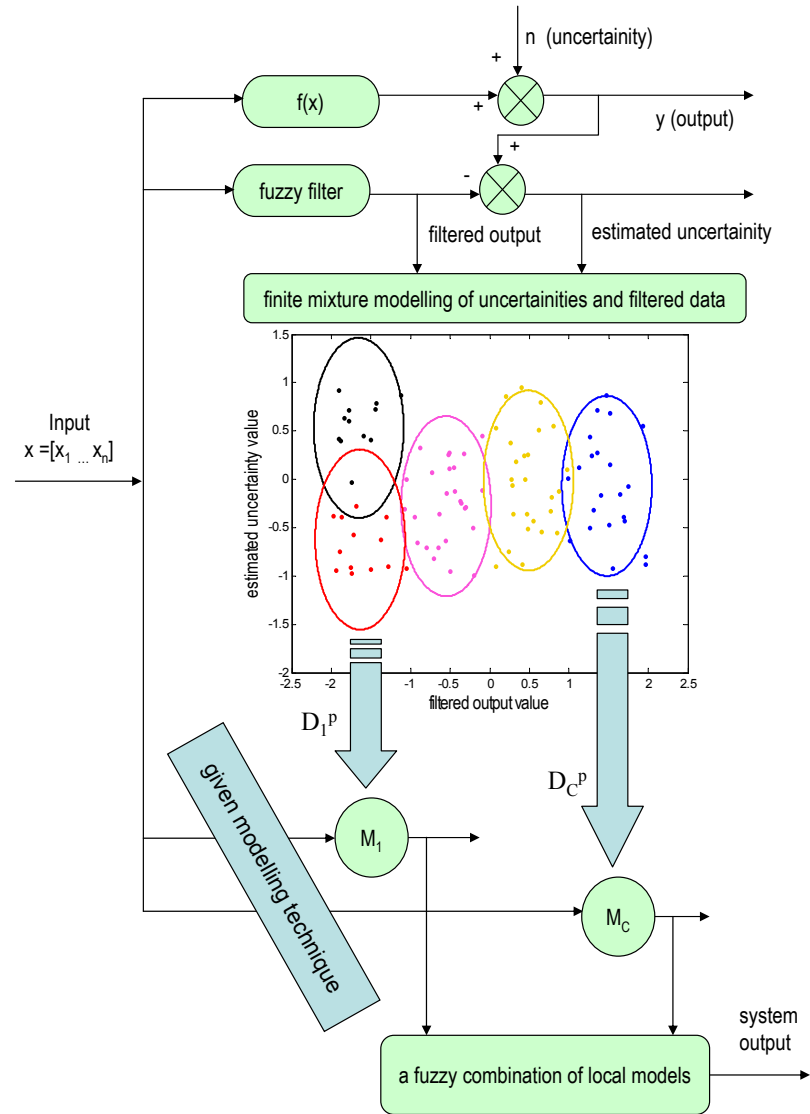 n (uncertainity)
+
f(x)
+
y (output)
+
-
fuzzy filter
filtered output
estimated uncertainity
finite mixture modelling of uncertainities and filtered data
1.5
1
0.5
0
-0.5
-1
-1.5
-2
estimated uncertainty value
-2.5
-2
-1.5
-1
-0.5
0
0.5
1
1.5
2
2.5
filtered output value
Input
x =[x₁ ... xₙ]
D₁ᵖ
D_Cᵖ
given modelling technique
M₁
M_C
system
output
a fuzzy combination of local models